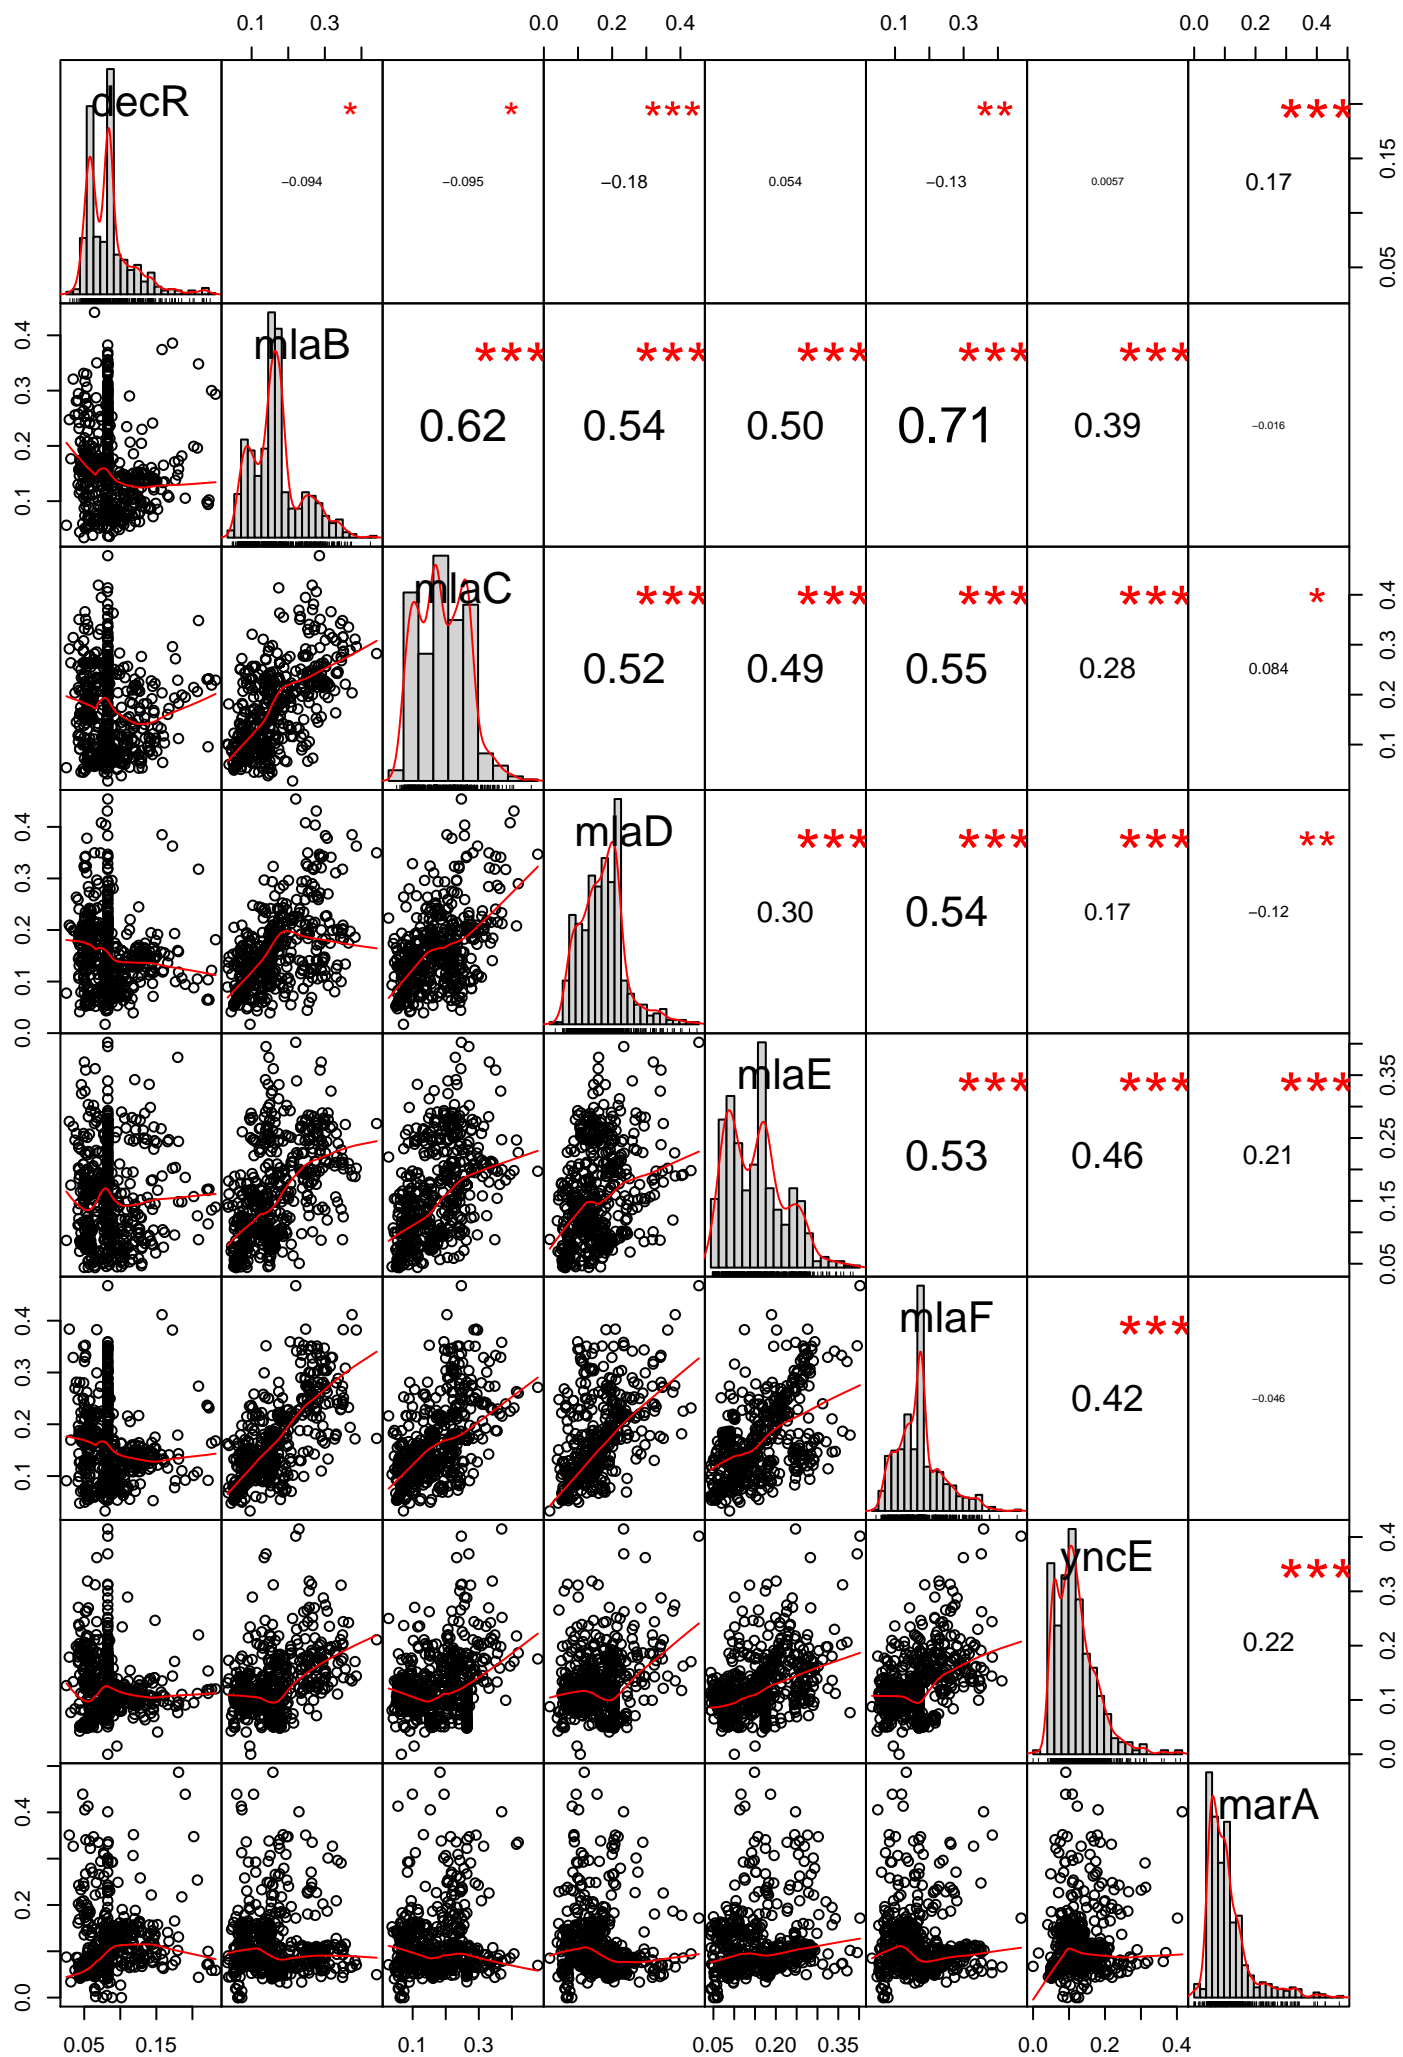 0.1 0.3 0.0 0.2 0.4 0.1 0.3 0.0 0.2 0.4
decR * * *** ** ***
−0.094 −0.095 −0.18 0.054 −0.13 0.0057 0.17
0.05 0.15
mlaB *** *** *** *** ***
0.62 0.54 0.50 0.71 0.39 −0.016
0.1 0.2 0.3 0.4
mlaC *** *** *** *** *
0.52 0.49 0.55 0.28 0.084
0.1 0.2 0.3 0.4
mlaD *** *** *** **
0.30 0.54 0.17 −0.12
0.0 0.1 0.2 0.3 0.4
mlaE *** *** ***
0.53 0.46 0.21
0.05 0.15 0.25 0.35
mlaF ***
0.42 −0.046
0.1 0.2 0.3 0.4
yncE ***
0.22
0.0 0.1 0.2 0.3 0.4
marA
0.0 0.2 0.4
0.05 0.15 0.1 0.3 0.05 0.20 0.35 0.0 0.2 0.4